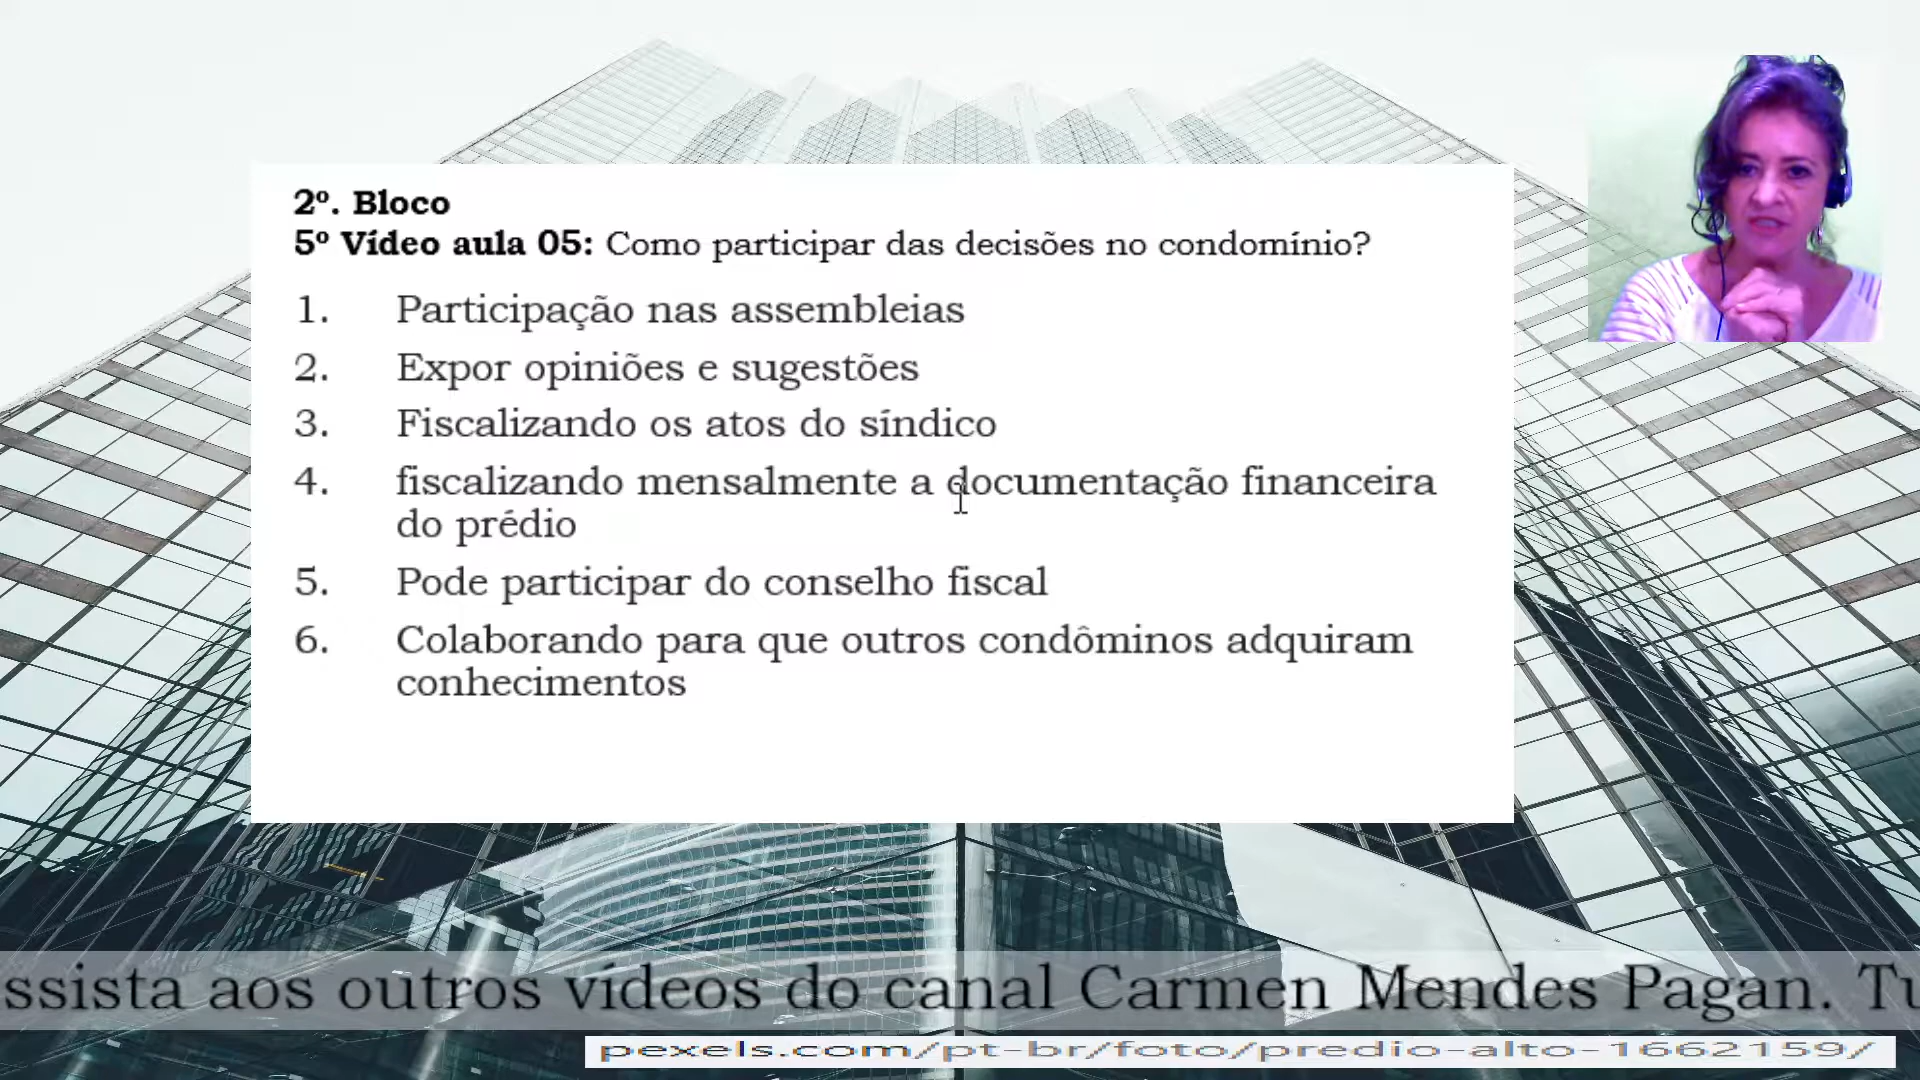 2º. Bloco
5º Vídeo aula 05: Como participar das decisões no condomínio?
1. Participação nas assembleias
2. Expor opiniões e sugestões
3. Fiscalizando os atos do síndico
4. fiscalizando mensalmente a documentação financeira
do prédio
5. Pode participar do conselho fiscal
6. Colaborando para que outros condôminos adquiram
conhecimentos
ssista aos outros vídeos do canal Carmen Mendes Pagan. Tu
pexels.com/pt-br/foto/predio-alto-1662159/